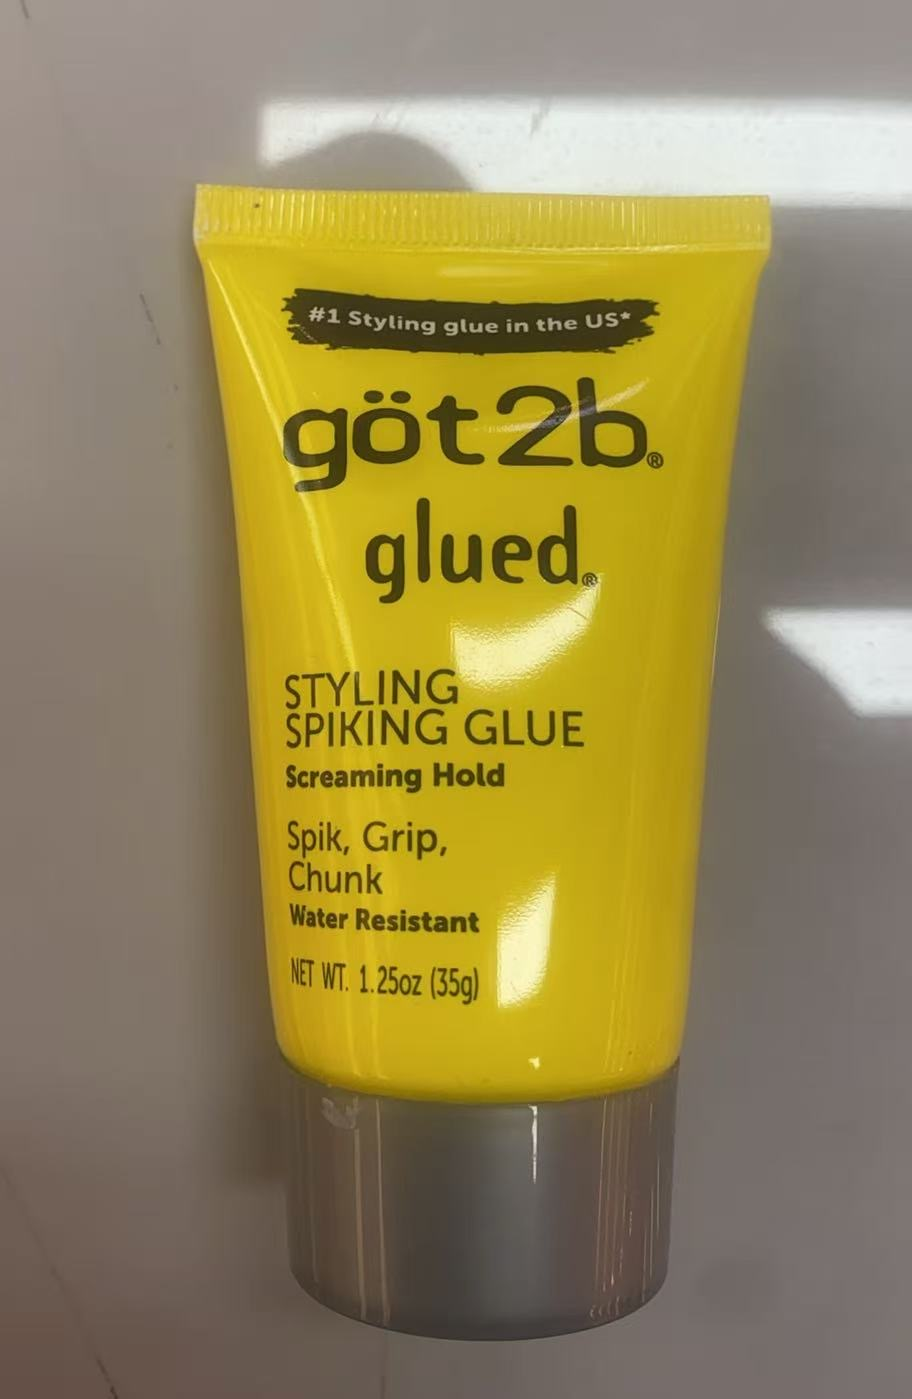 #1 Styling glue in the US*
göt2b®
glued®
STYLING
SPIKING GLUE
Screaming Hold
Spik, Grip,
Chunk
Water Resistant
NET WT. 1.25oz (35g)